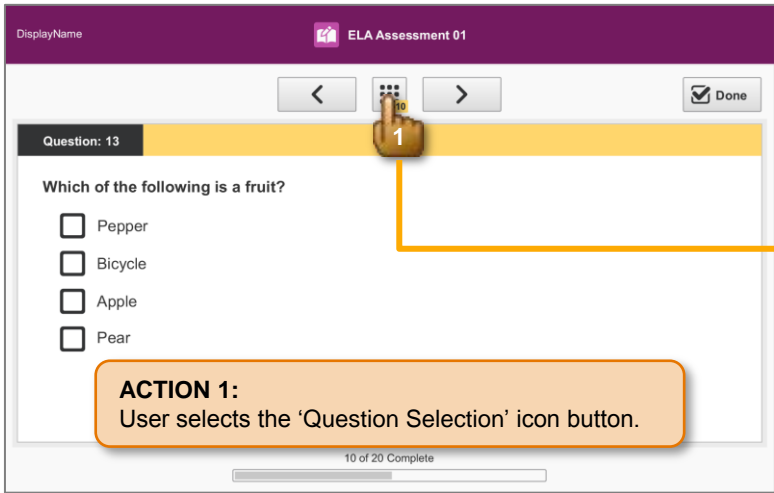 DisplayName
ELA Assessment 01
10
Done
Question: 13
1
Which of the following is a fruit?
Pepper
Bicycle
Apple
Pear
ACTION 1:
User selects the ‘Question Selection’ icon button.
10 of 20 Complete